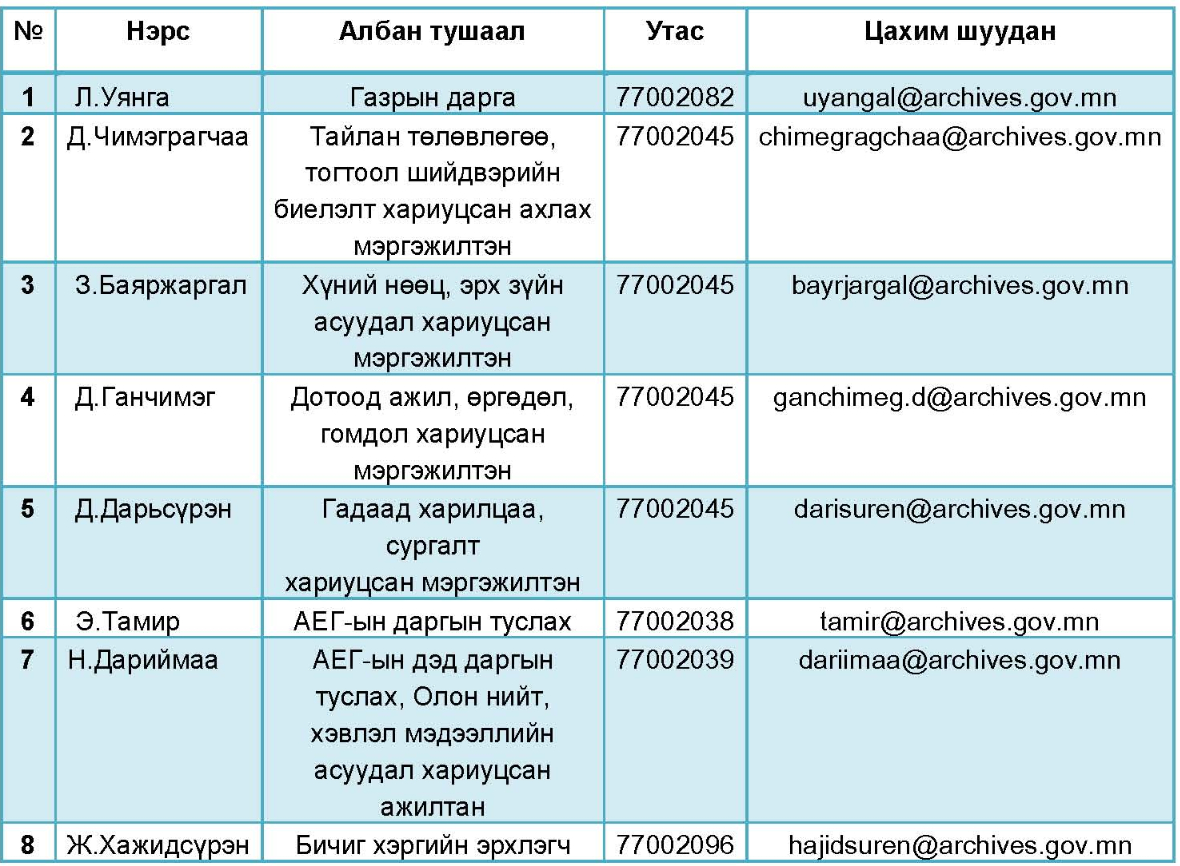 № Нэрс Албан тушаал Утас Цахим шуудан
1 Л.Уянга Газрын дарга 77002082 uyangal@archives.gov.mn
2 Д.Чимэграгчаа Тайлан төлөвлөгөө, 77002045 chimegragchaa@archives.gov.mn
тогтоол шийдвэрийн
биелэлт хариуцсан ахлах
мэргэжилтэн
3 З.Баяржаргал Хүний нөөц, эрх зүйн 77002045 bayrjargal@archives.gov.mn
асуудал хариуцсан
мэргэжилтэн
4 Д.Ганчимэг Дотоод ажил, өргөдөл, 77002045 ganchimeg.d@archives.gov.mn
гомдол хариуцсан
мэргэжилтэн
5 Д.Дарьсүрэн Гадаад харилцаа, 77002045 darisuren@archives.gov.mn
сургалт
хариуцсан мэргэжилтэн
6 Э.Тамир АЕГ-ын даргын туслах 77002038 tamir@archives.gov.mn
7 Н.Дариймаа АЕГ-ын дэд даргын 77002039 dariimaa@archives.gov.mn
туслах, Олон нийт,
хэвлэл мэдээллийн
асуудал хариуцсан
ажилтан
8 Ж.Хажидсүрэн Бичиг хэргийн эрхлэгч 77002096 hajidsuren@archives.gov.mn